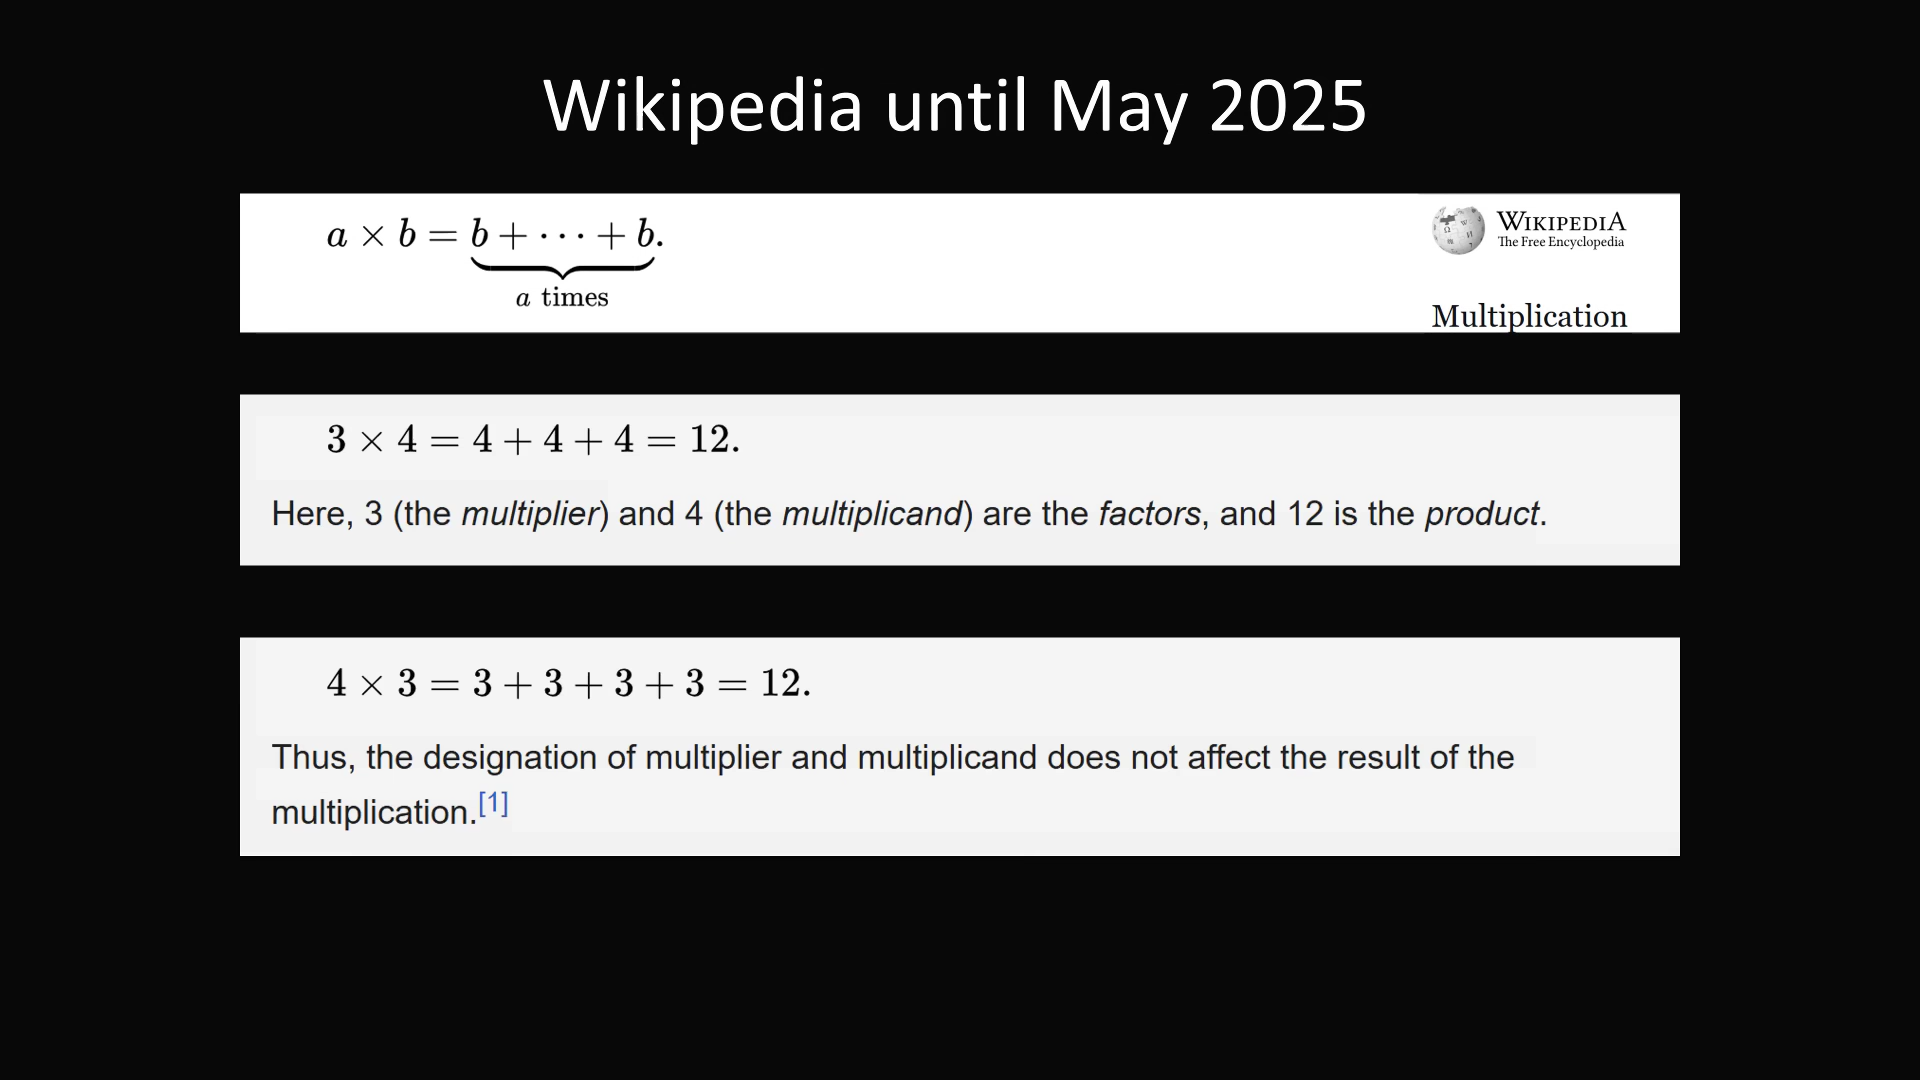 Wikipedia until May 2025
a × b = b + ⋯ + b.
a times
WIKIPEDIA
The Free Encyclopedia
Multiplication
3 × 4 = 4 + 4 + 4 = 12.
Here, 3 (the multiplier) and 4 (the multiplicand) are the factors, and 12 is the product.
4 × 3 = 3 + 3 + 3 + 3 = 12.
Thus, the designation of multiplier and multiplicand does not affect the result of the
multiplication.[1]